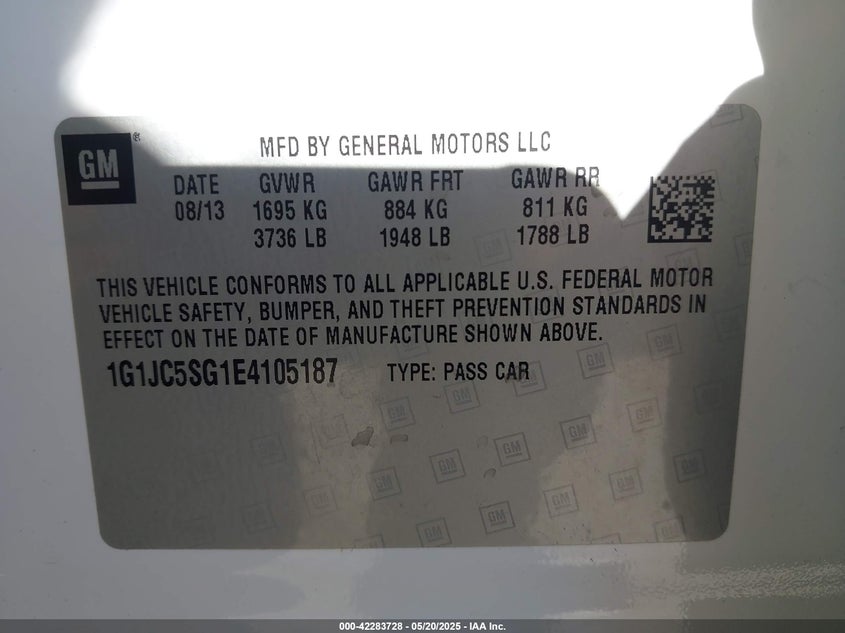 GM
®
MFD BY GENERAL MOTORS LLC
DATE GVWR GAWR FRT GAWR RR
08/13 1695 KG 884 KG 811 KG
3736 LB 1948 LB 1788 LB
THIS VEHICLE CONFORMS TO ALL APPLICABLE U.S. FEDERAL MOTOR
VEHICLE SAFETY, BUMPER, AND THEFT PREVENTION STANDARDS IN
EFFECT ON THE DATE OF MANUFACTURE SHOWN ABOVE.
1G1JC5SG1E4105187 TYPE: PASS CAR
000-42283728 - 05/20/2025 - IAA Inc.